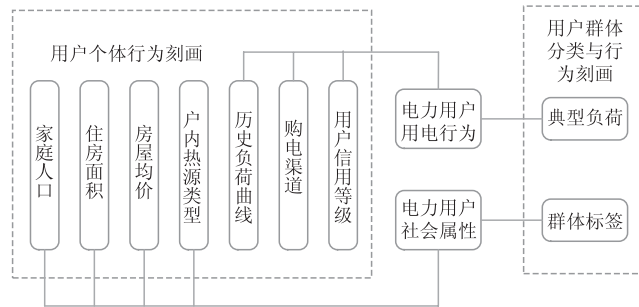 用户个体行为刻画
家庭人口
住房面积
房屋均价
户内热源类型
历史负荷曲线
购电渠道
用户信用等级
电力用户
用电行为
电力用户
社会属性
用户群体
分类与行
为刻画
典型负荷
群体标签